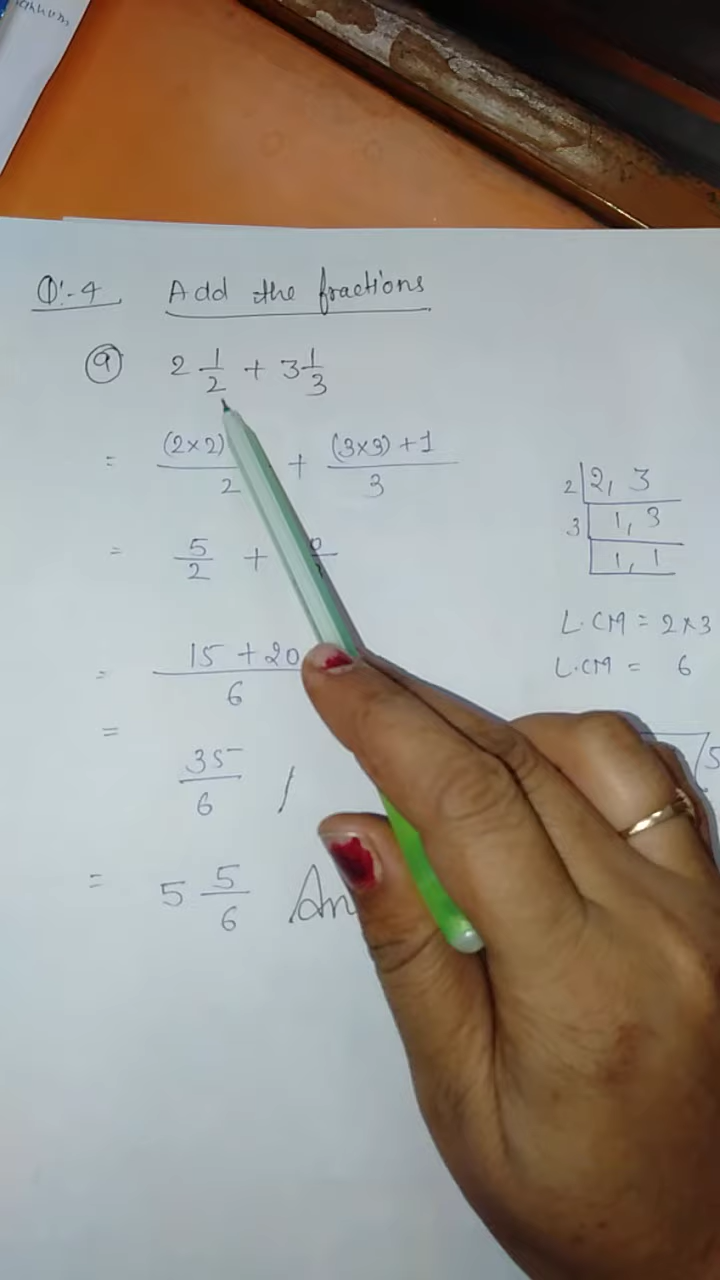 Q:-4 Add the fractions
(a) 2 1/2 + 3 1/3
= (2×2) / 2 + (3×3)+1 / 3
= 5/2 +
= 15+20 / 6
= 35/6 /
= 5 5/6 An
2 | 2, 3
3 | 1, 3
1, 1
L.CM = 2×3
L.CM = 6